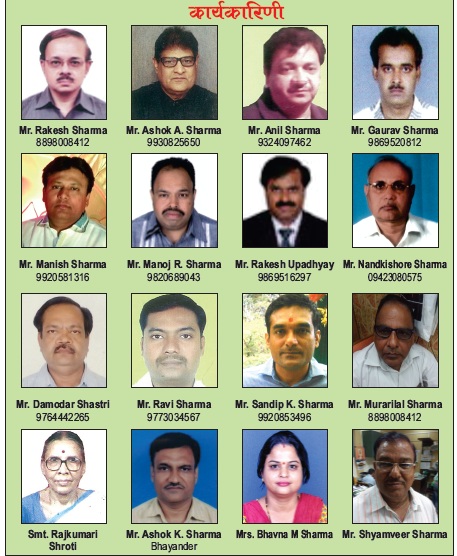 कार्यकारिणी
Mr. Rakesh Sharma
8898008412
Mr. Ashok A. Sharma
9930825650
Mr. Anil Sharma
9324097462
Mr. Gaurav Sharma
9869520812
Mr. Manish Sharma
9920581316
Mr. Manoj R. Sharma
9820689043
Mr. Rakesh Upadhyay
9869516297
Mr. Nandkishore Sharma
09423080575
Mr. Damodar Shastri
9764442265
Mr. Ravi Sharma
9773034567
Mr. Sandip K. Sharma
9920853496
Mr. Murarilal Sharma
8898008412
Smt. Rajkumari
Shroti
Mr. Ashok K. Sharma
Bhayander
Mrs. Bhavna M Sharma
Mr. Shyamveer Sharma